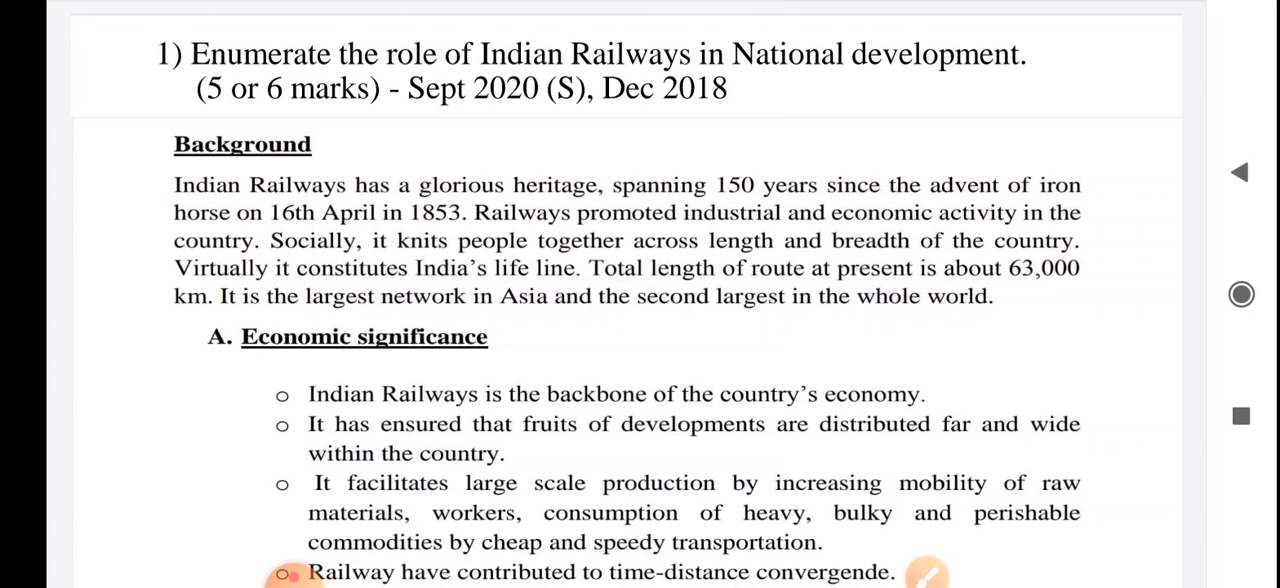 1) Enumerate the role of Indian Railways in National development.
(5 or 6 marks) - Sept 2020 (S), Dec 2018
Background
Indian Railways has a glorious heritage, spanning 150 years since the advent of iron
horse on 16th April in 1853. Railways promoted industrial and economic activity in the
country. Socially, it knits people together across length and breadth of the country.
Virtually it constitutes India’s life line. Total length of route at present is about 63,000
km. It is the largest network in Asia and the second largest in the whole world.
A. Economic significance
o Indian Railways is the backbone of the country’s economy.
o It has ensured that fruits of developments are distributed far and wide
within the country.
o It facilitates large scale production by increasing mobility of raw
materials, workers, consumption of heavy, bulky and perishable
commodities by cheap and speedy transportation.
o Railway have contributed to time-distance convergende.